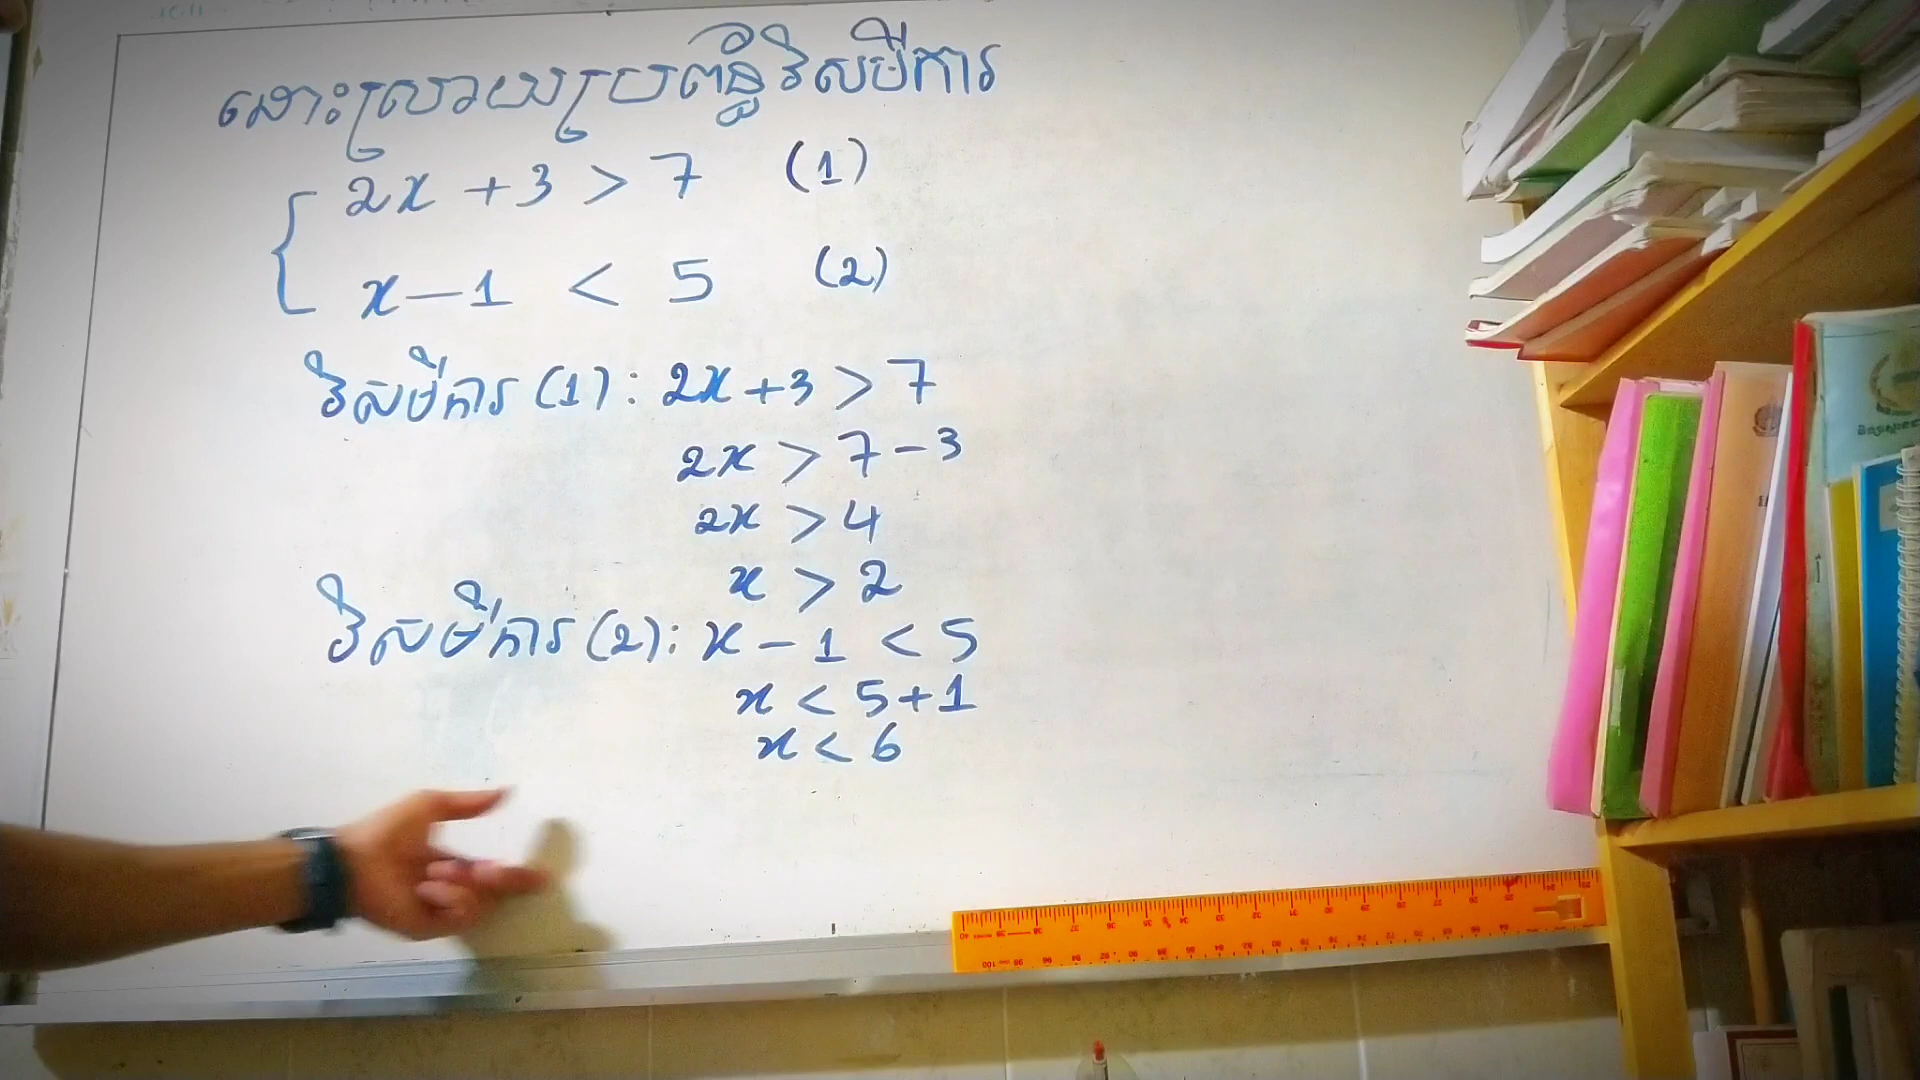 ដោះស្រាយប្រព័ន្ធវិសមីការ
2x + 3 > 7 (1)
x – 1 < 5 (2)
វិសមីការ (1) : 2x + 3 > 7
2x > 7 – 3
2x > 4
x > 2
វិសមីការ (2) : x – 1 < 5
x < 5 + 1
x < 6